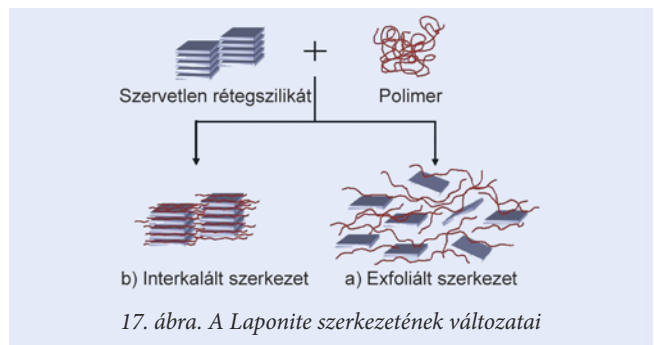 Szervetlen rétegszilikát
Polimer
b) Interkalált szerkezet
a) Exfoliált szerkezet
17. ábra. A Laponite szerkezetének változatai